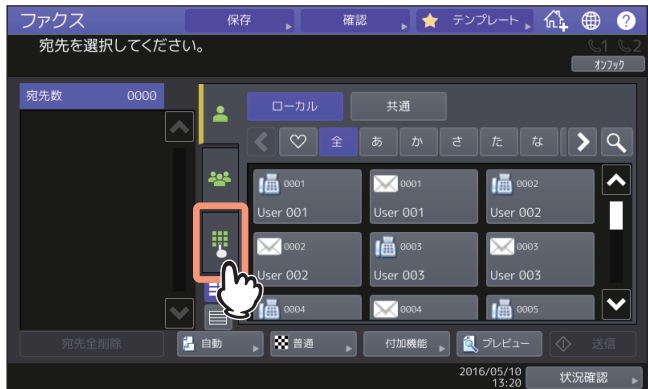 ファクス 保存 確認 テンプレート ?
宛先を選択してください。
1 2
オンフック
宛先数 0000
ローカル 共通
全 あ か さ た な
0001 0001 0002
User 001 User 001 User 002
0002 0003 0003
User 002 User 003 User 003
0004 0004 0005
宛先全削除 自動 普通 付加機能 プレビュー 送信
2016/05/10
13:20
状況確認